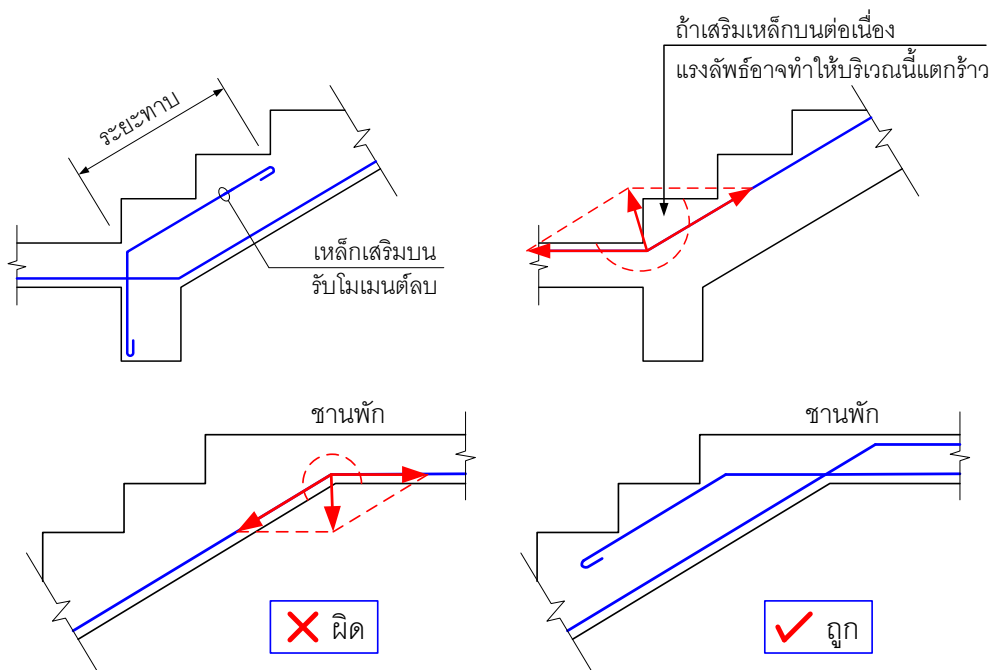 ถ้าเสริมเหล็กบนต่อเนื่อง
แรงลัพธ์อาจทำให้บริเวณนี้แตกร้าว
ระยะทาบ
เหล็กเสริมบน
รับโมเมนต์ลบ
ชานพัก
ชานพัก
ผิด
ถูก